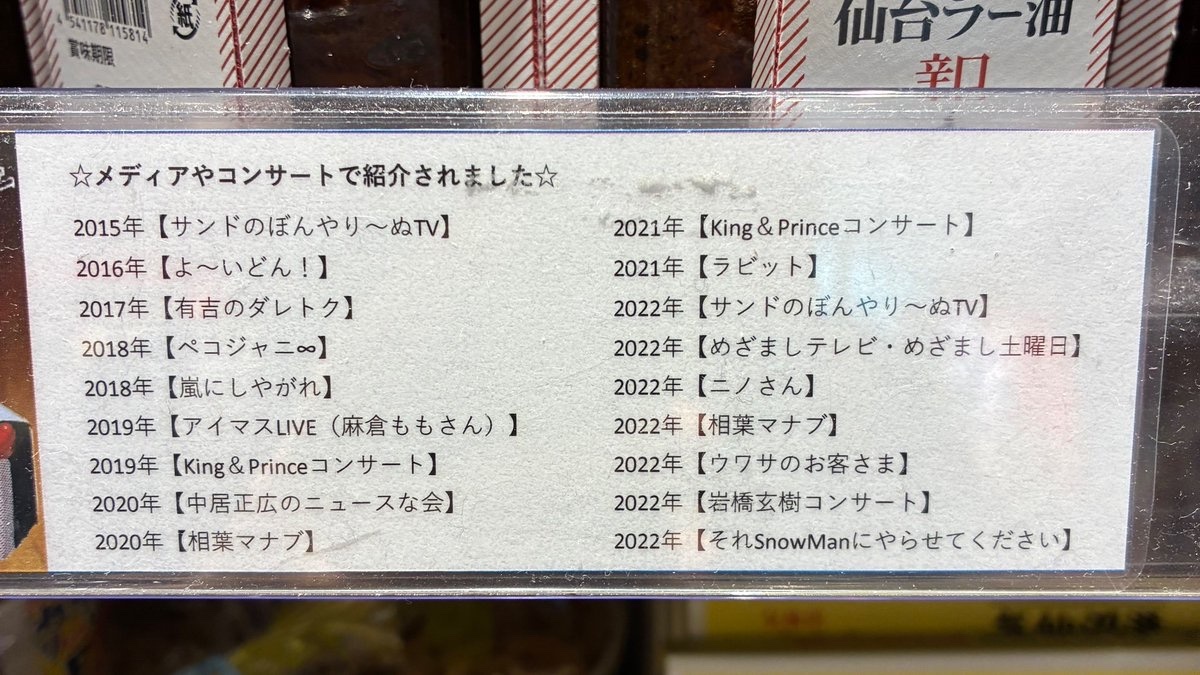 4541178115814
紙
賞味期限
仙台ラー油
辛口
☆メディアやコンサートで紹介されました☆
2015年【サンドのぼんやり～ぬTV】
2016年【よ～いどん！】
2017年【有吉のダレトク】
2018年【ペコジャニ∞】
2018年【嵐にしやがれ】
2019年【アイマスLIVE（麻倉ももさん）】
2019年【King＆Princeコンサート】
2020年【中居正広のニュースな会】
2020年【相葉マナブ】
2021年【King＆Princeコンサート】
2021年【ラビット】
2022年【サンドのぼんやり～ぬTV】
2022年【めざましテレビ・めざまし土曜日】
2022年【ニノさん】
2022年【相葉マナブ】
2022年【ウワサのお客さま】
2022年【岩橋玄樹コンサート】
2022年【それSnowManにやらせてください】